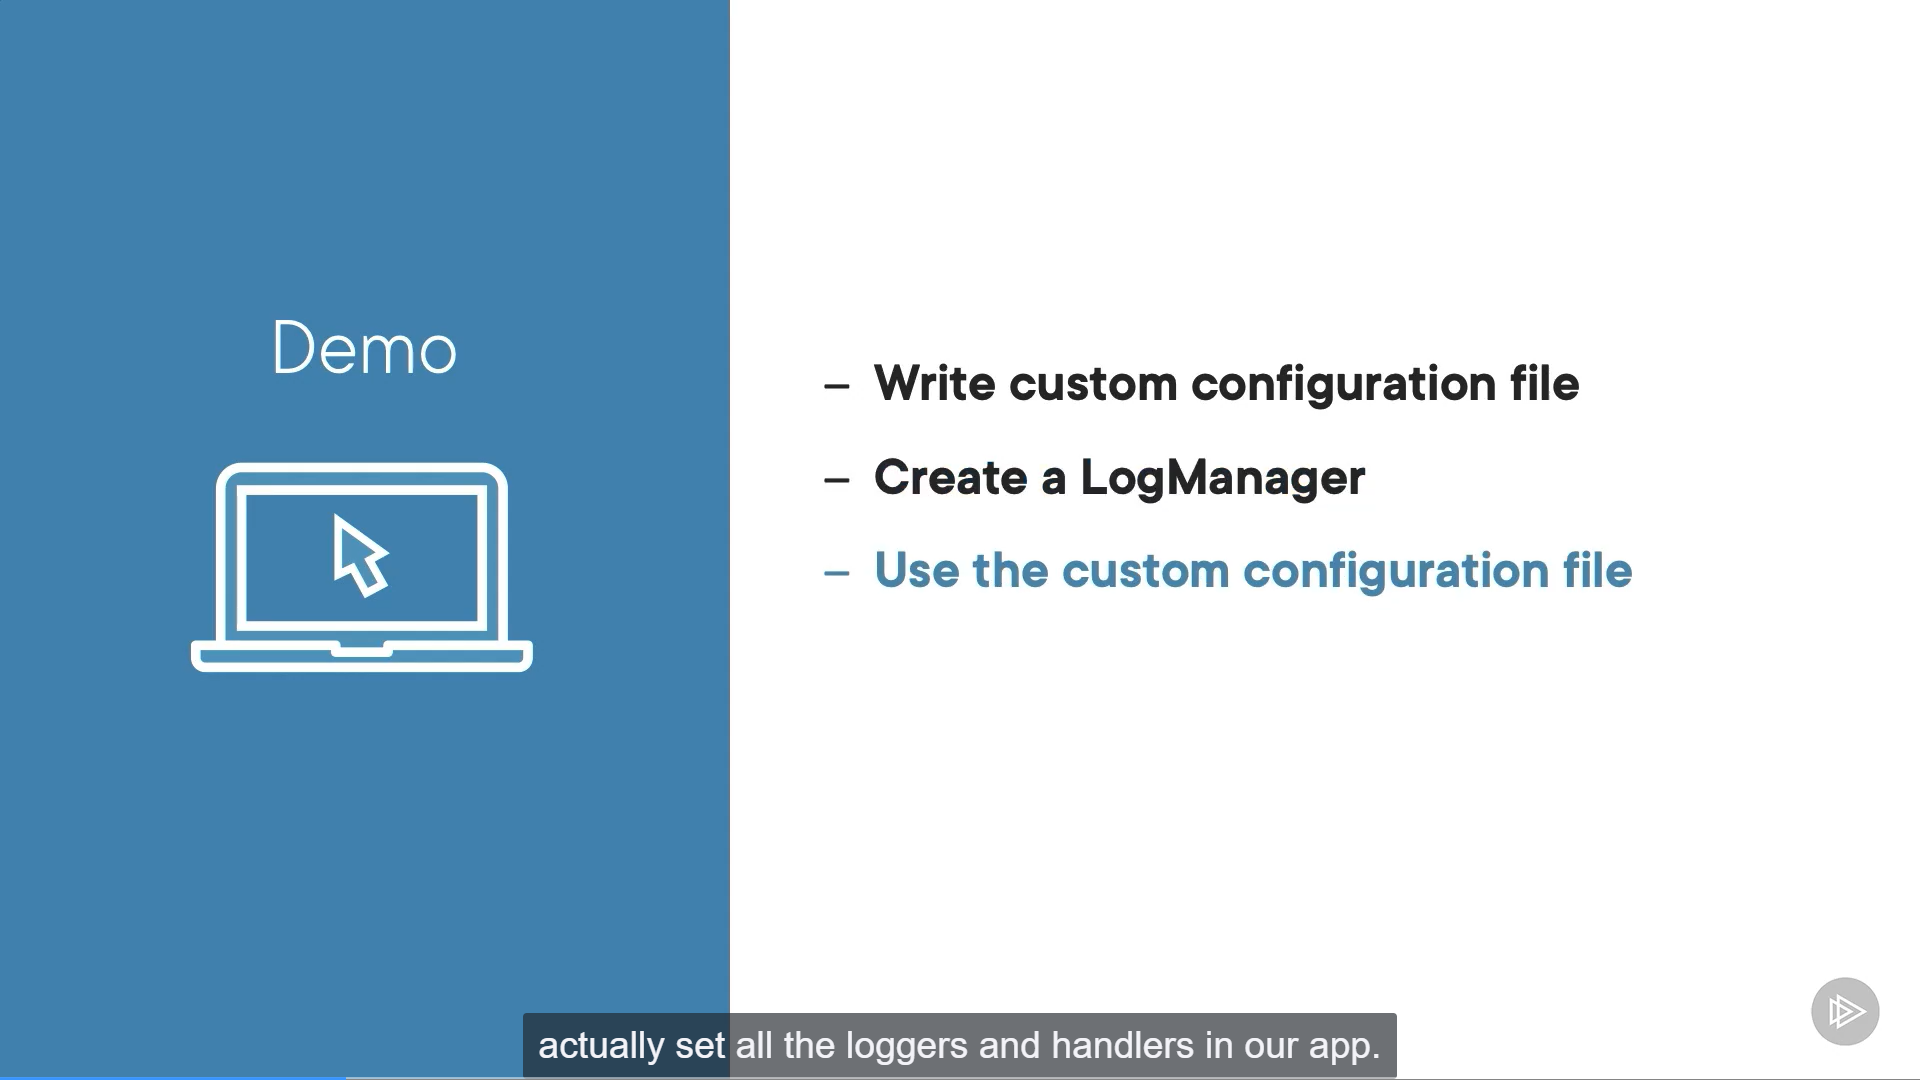 Demo
– Write custom configuration file
– Create a LogManager
– Use the custom configuration file
actually set all the loggers and handlers in our app.